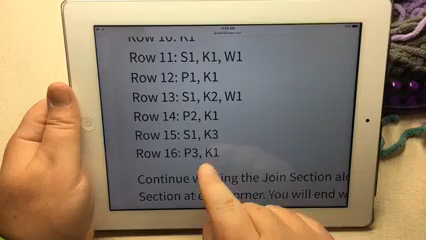 Row 10: K1
Row 11: S1, K1, W1
Row 12: P1, K1
Row 13: S1, K2, W1
Row 14: P2, K1
Row 15: S1, K3
Row 16: P3, K1
Continue the Join Section
Section at You will end